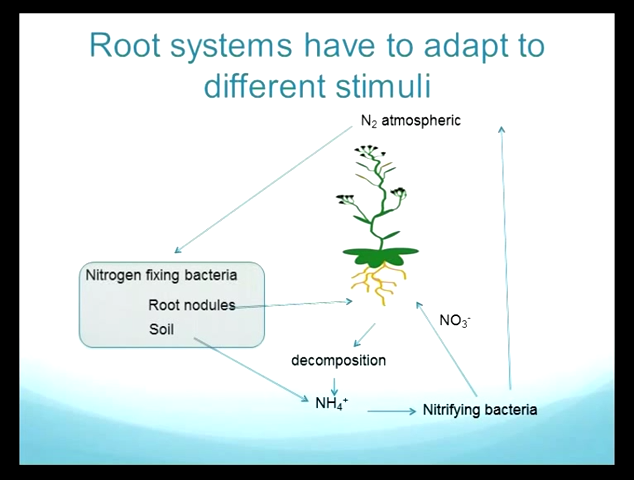 Root systems have to adapt to
different stimuli
N₂ atmospheric
Nitrogen fixing bacteria
Root nodules
Soil
NO₃⁻
decomposition
NH₄⁺
Nitrifying bacteria